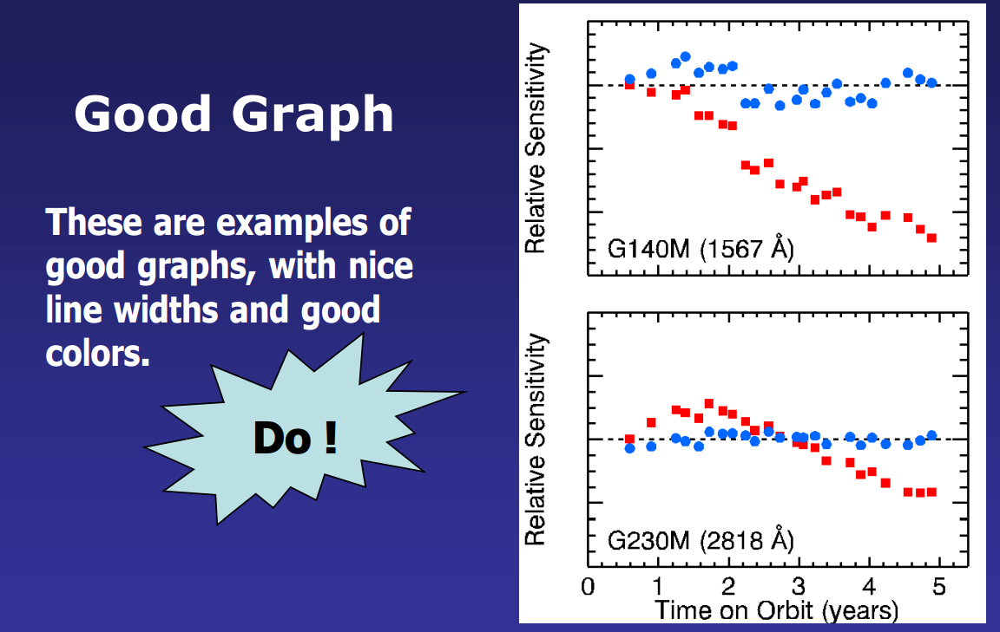 Good Graph
These are examples of
good graphs, with nice
line widths and good
colors.
Do !
Relative Sensitivity
G140M (1567 Å)
Relative Sensitivity
G230M (2818 Å)
0 1 2 3 4 5
Time on Orbit (years)